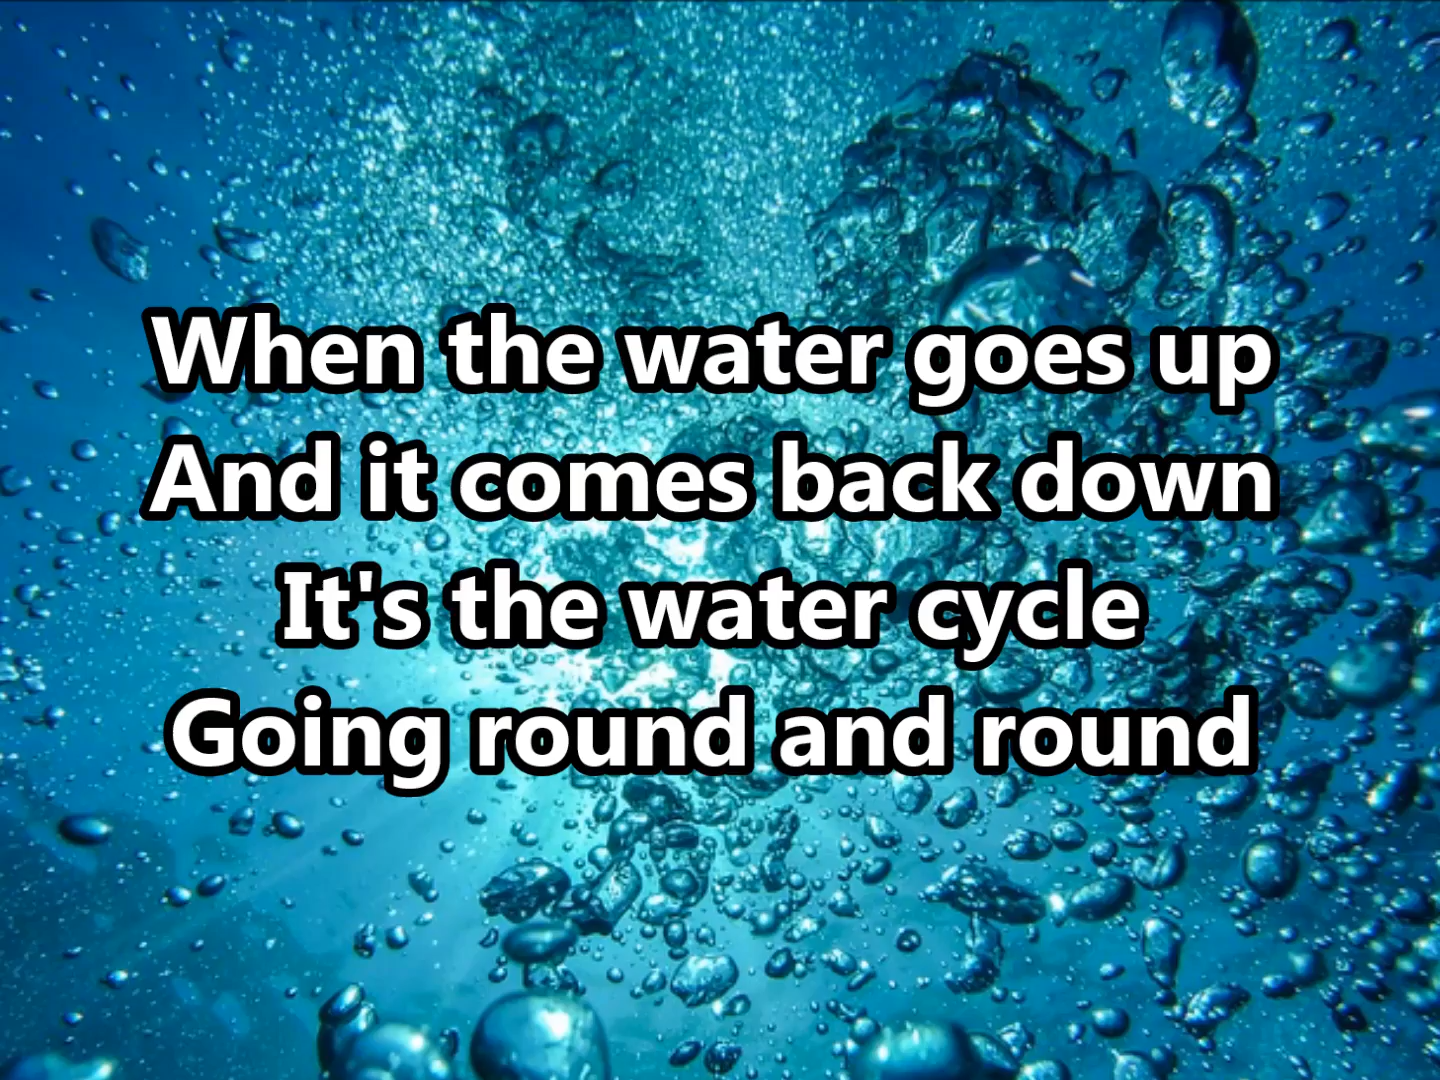 When the water goes up
And it comes back down
It's the water cycle
Going round and round